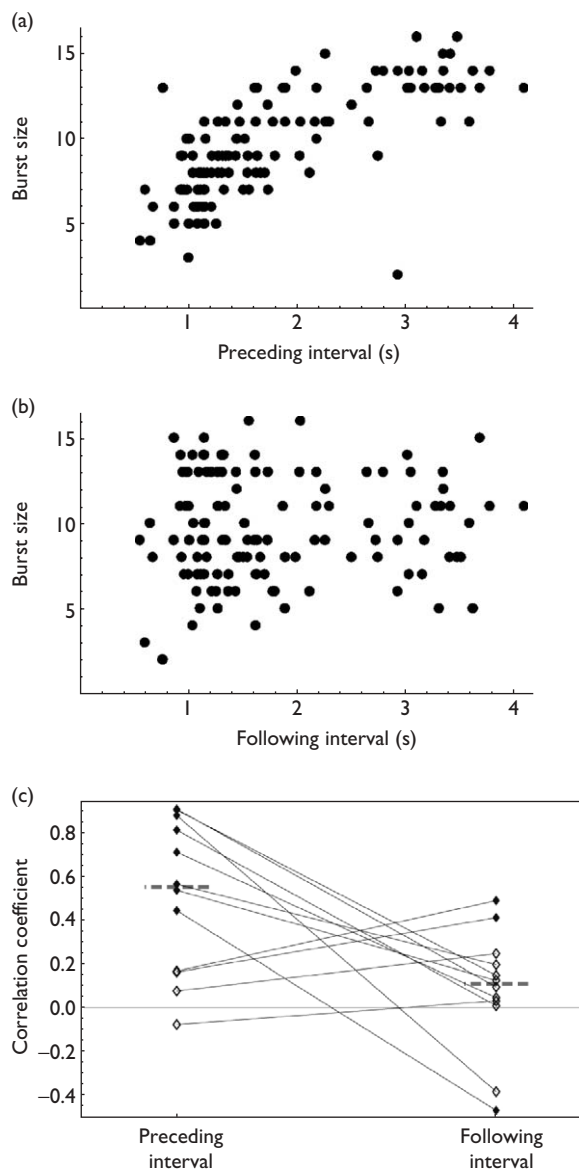 (a)
15
10
5
Burst size
1 2 3 4
Preceding interval (s)
(b)
15
10
5
Burst size
1 2 3 4
Following interval (s)
(c)
0.8
0.6
0.4
0.2
0.0
−0.2
−0.4
Correlation coefficient
Preceding interval
Following interval